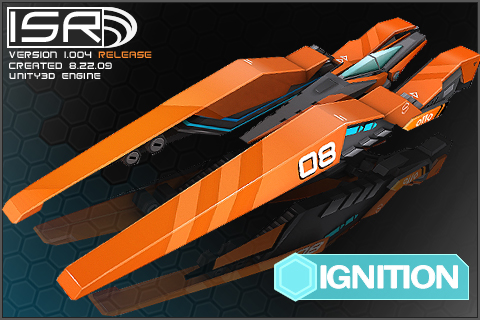 ISR
VERSION 1.004 RELEASE
CREATED 8.22.09
UNITY3D ENGINE
08
IGNITION